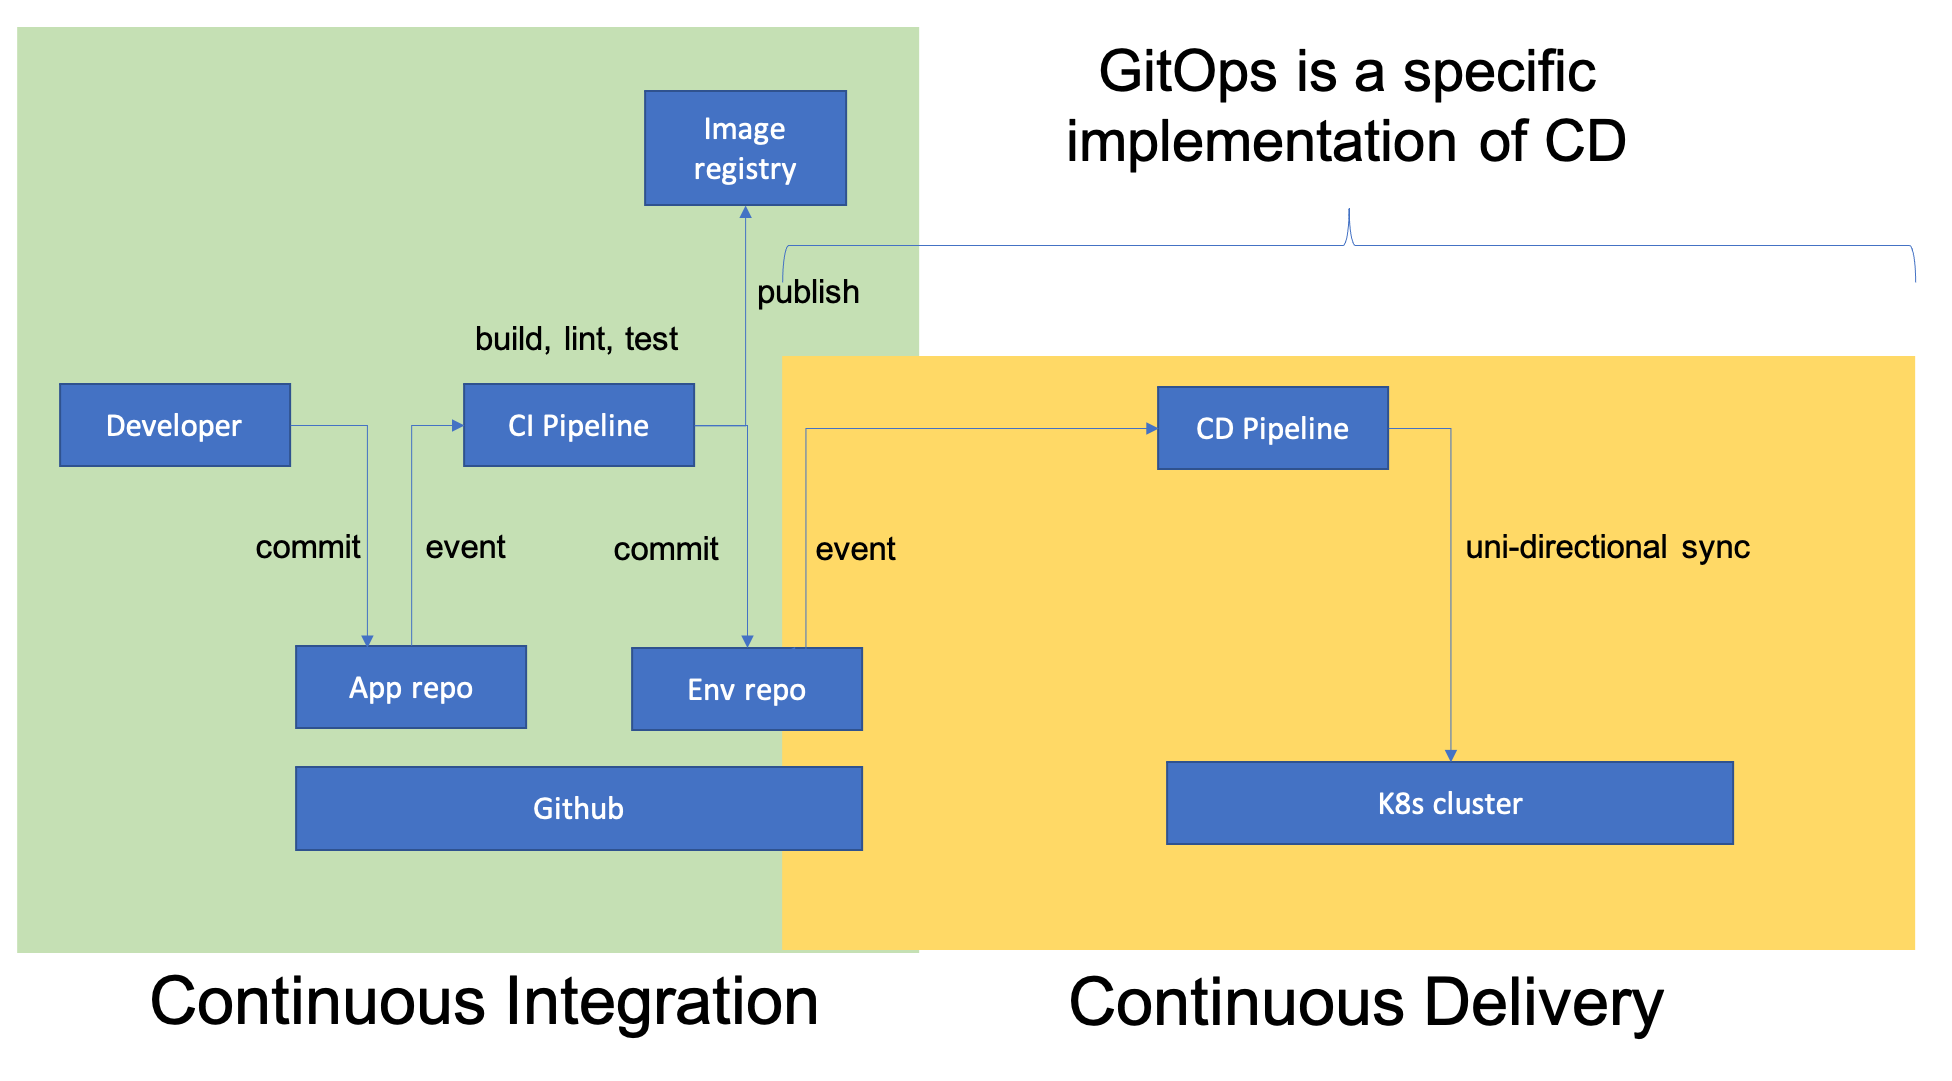 GitOps is a specific
implementation of CD
Image
registry
publish
build, lint, test
Developer
CI Pipeline
CD Pipeline
commit
event
commit
event
uni-directional sync
App repo
Env repo
Github
K8s cluster
Continuous Integration
Continuous Delivery